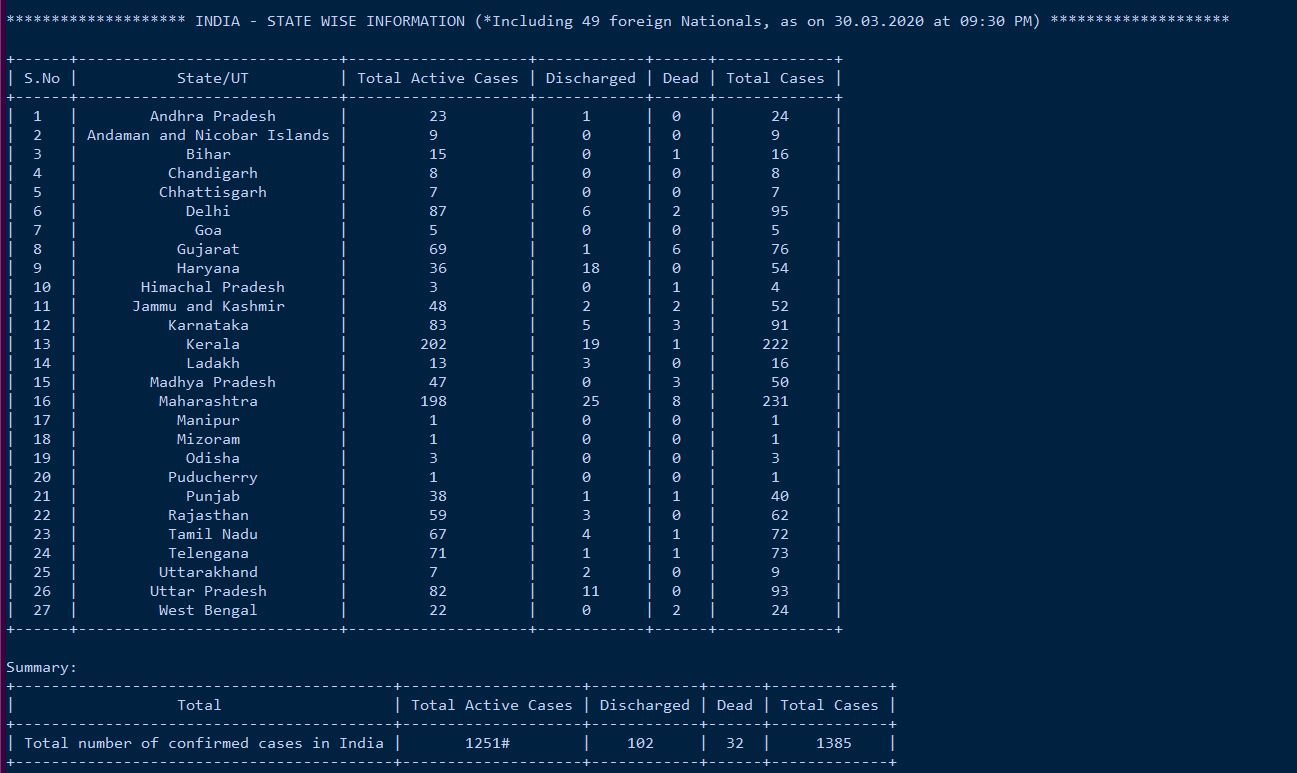 ******************** INDIA - STATE WISE INFORMATION (*Including 49 foreign Nationals, as on 30.03.2020 at 09:30 PM) ********************
| S.No | State/UT | Total Active Cases | Discharged | Dead | Total Cases |
| 1 | Andhra Pradesh | 23 | 1 | 0 | 24 |
| 2 | Andaman and Nicobar Islands | 9 | 0 | 0 | 9 |
| 3 | Bihar | 15 | 0 | 1 | 16 |
| 4 | Chandigarh | 8 | 0 | 0 | 8 |
| 5 | Chhattisgarh | 7 | 0 | 0 | 7 |
| 6 | Delhi | 87 | 6 | 2 | 95 |
| 7 | Goa | 5 | 0 | 0 | 5 |
| 8 | Gujarat | 69 | 1 | 6 | 76 |
| 9 | Haryana | 36 | 18 | 0 | 54 |
| 10 | Himachal Pradesh | 3 | 0 | 1 | 4 |
| 11 | Jammu and Kashmir | 48 | 2 | 2 | 52 |
| 12 | Karnataka | 83 | 5 | 3 | 91 |
| 13 | Kerala | 202 | 19 | 1 | 222 |
| 14 | Ladakh | 13 | 3 | 0 | 16 |
| 15 | Madhya Pradesh | 47 | 0 | 3 | 50 |
| 16 | Maharashtra | 198 | 25 | 8 | 231 |
| 17 | Manipur | 1 | 0 | 0 | 1 |
| 18 | Mizoram | 1 | 0 | 0 | 1 |
| 19 | Odisha | 3 | 0 | 0 | 3 |
| 20 | Puducherry | 1 | 0 | 0 | 1 |
| 21 | Punjab | 38 | 1 | 1 | 40 |
| 22 | Rajasthan | 59 | 3 | 0 | 62 |
| 23 | Tamil Nadu | 67 | 4 | 1 | 72 |
| 24 | Telengana | 71 | 1 | 1 | 73 |
| 25 | Uttarakhand | 7 | 2 | 0 | 9 |
| 26 | Uttar Pradesh | 82 | 11 | 0 | 93 |
| 27 | West Bengal | 22 | 0 | 2 | 24 |
Summary:
| Total | Total Active Cases | Discharged | Dead | Total Cases |
| Total number of confirmed cases in India | 1251# | 102 | 32 | 1385 |